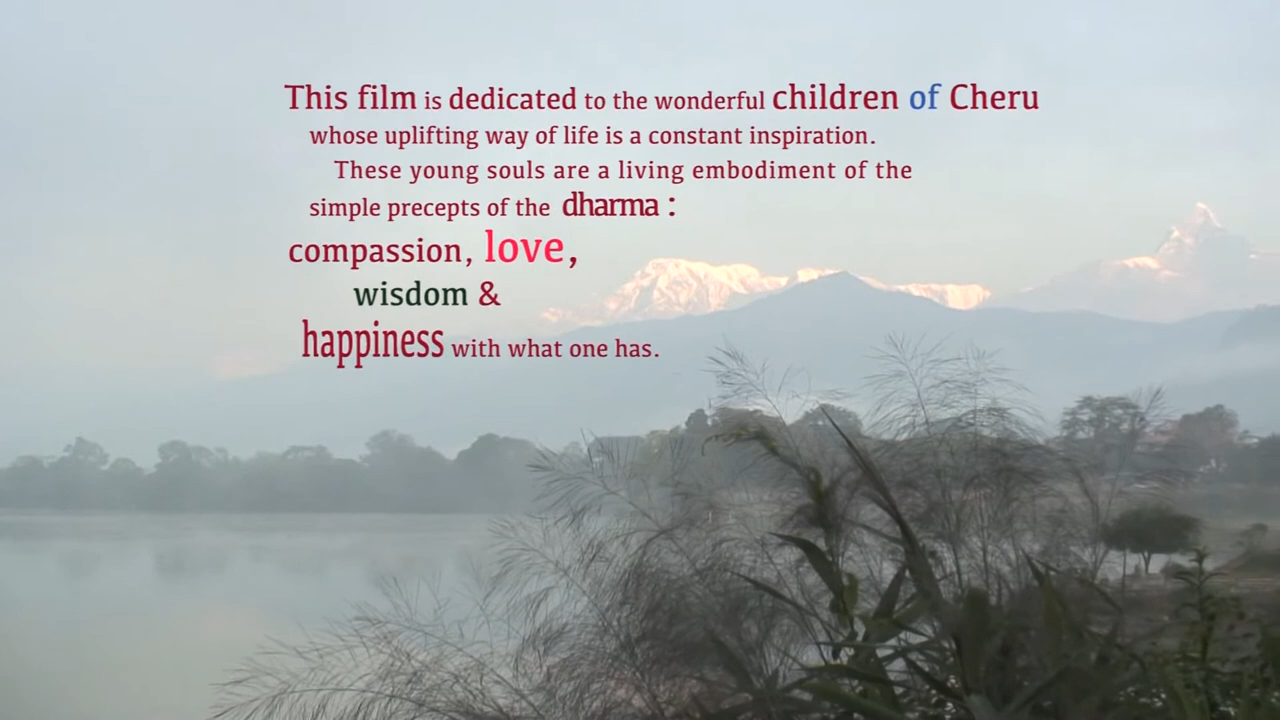 This film is dedicated to the wonderful children of Cheru
whose uplifting way of life is a constant inspiration.
These young souls are a living embodiment of the
simple precepts of the dharma :
compassion, love,
wisdom &
happiness with what one has.